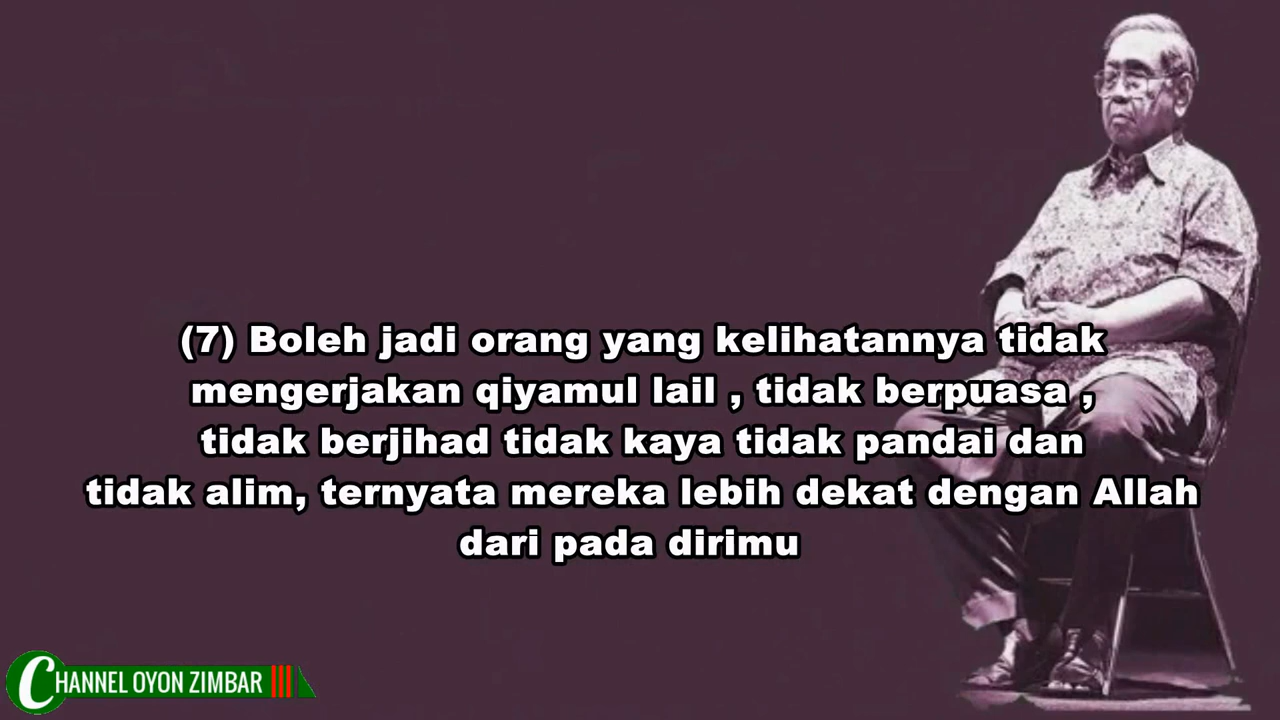 (7) Boleh jadi orang yang kelihatannya tidak
mengerjakan qiyamul lail , tidak berpuasa ,
tidak berjihad tidak kaya tidak pandai dan
tidak alim, ternyata mereka lebih dekat dengan Allah
dari pada dirimu
CHANNEL OYON ZIMBAR